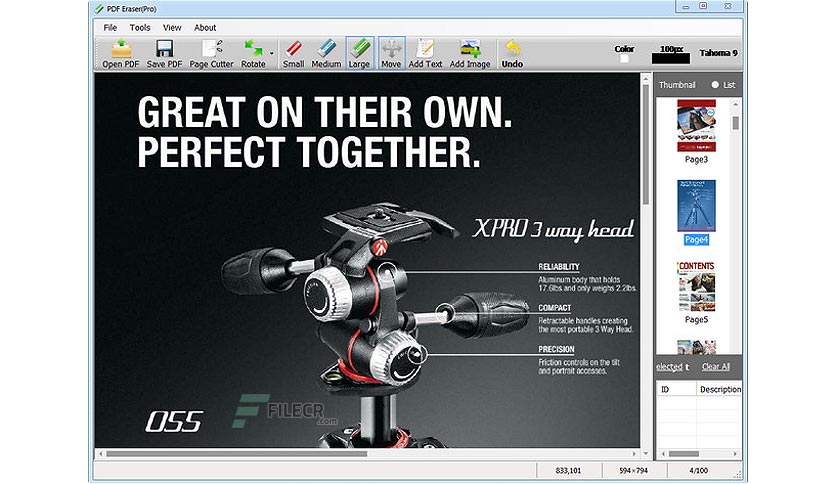 PDF Eraser(Pro)
File Tools View About
Open PDF Save PDF Page Cutter Rotate Small Medium Large Move Add Text Add Image Undo
Color 100px Tahoma 9
GREAT ON THEIR OWN.
PERFECT TOGETHER.
XPRO 3 way head
RELIABILITY
Aluminum body that holds
17.6lbs.and only weighs 2.2lbs.
COMPACT
Retractable handles creating
the most portable 3 Way Head.
PRECISION
Friction controls on the tilt
and portrait accesses.
OSS
FILECR
.com
Thumbnail List
Page3
Page4
CONTENTS
Page5
elected t Clear All
ID Description
833,101 594×794 4/100